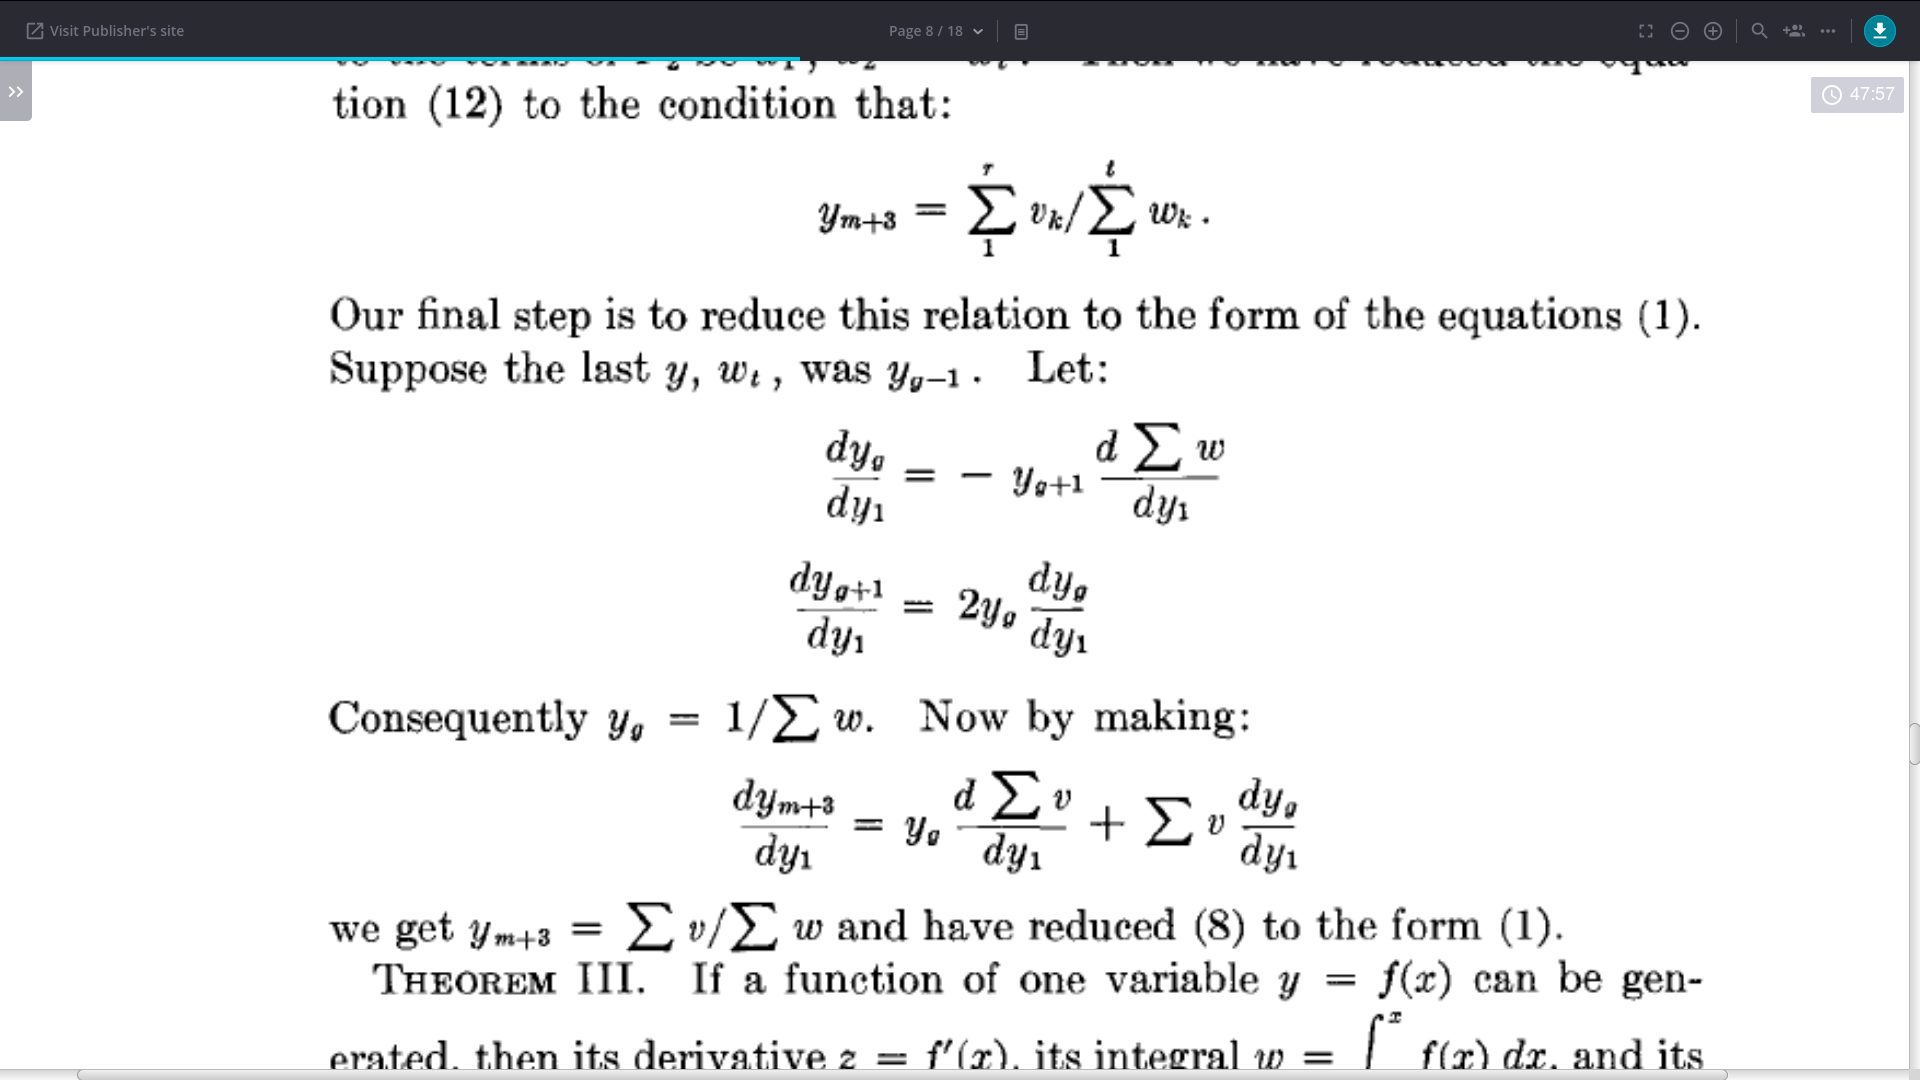 Visit Publisher's site
Page 8 / 18
47:57
tion (12) to the condition that:
y_{m+3} = \sum_1^r v_k / \sum_1^t w_k .
Our final step is to reduce this relation to the form of the equations (1).
Suppose the last y, w_t , was y_{g-1} . Let:
\frac{dy_g}{dy_1} = - y_{g+1} \frac{d \sum w}{dy_1}
\frac{dy_{g+1}}{dy_1} = 2y_g \frac{dy_g}{dy_1}
Consequently y_g = 1/\sum w. Now by making:
\frac{dy_{m+3}}{dy_1} = y_g \frac{d \sum v}{dy_1} + \sum v \frac{dy_g}{dy_1}
we get y_{m+3} = \sum v/\sum w and have reduced (8) to the form (1).
THEOREM III. If a function of one variable y = f(x) can be gen-
erated, then its derivative z = f'(x), its integral w = \int^x f(x) dx, and its